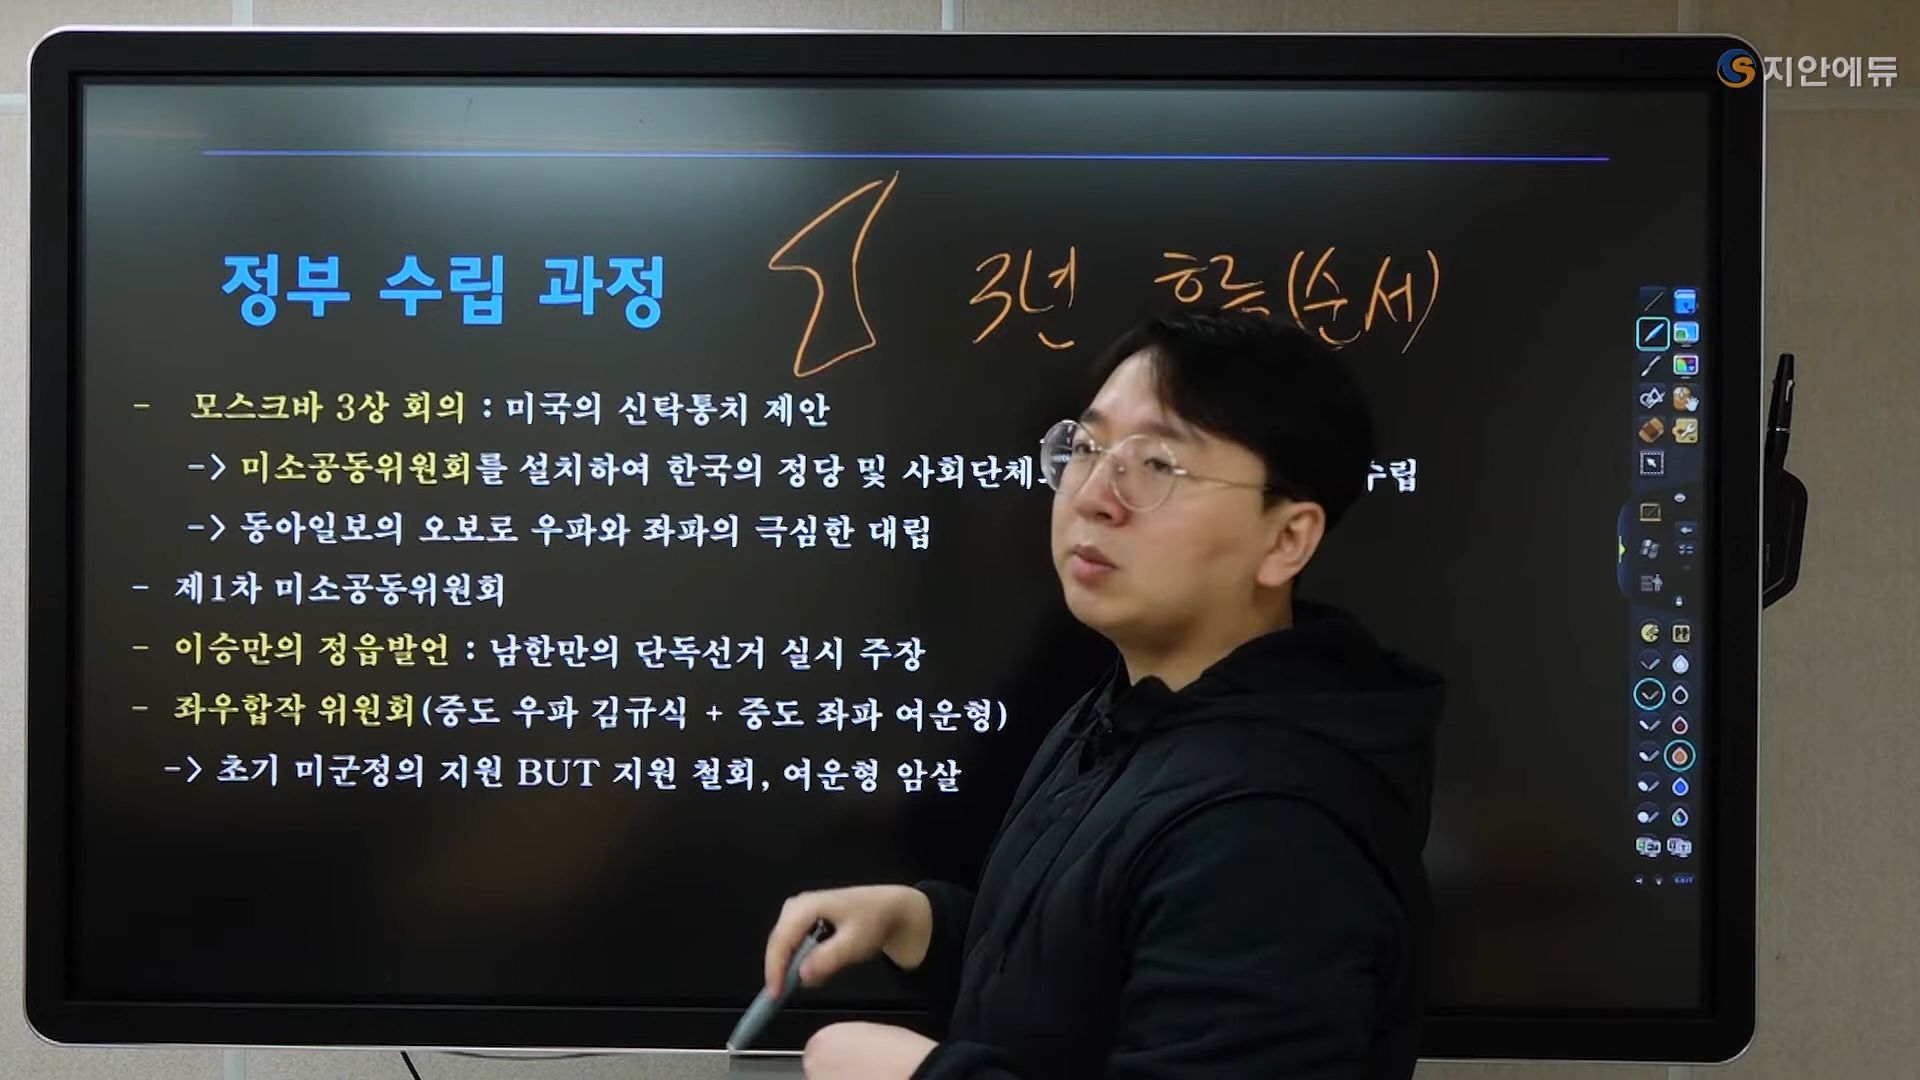 지안에듀
3년 흐름(순서)
정부 수립 과정
- 모스크바 3상 회의 : 미국의 신탁통치 제안
-> 미소공동위원회를 설치하여 한국의 정당 및 사회단체 수립
-> 동아일보의 오보로 우파와 좌파의 극심한 대립
- 제1차 미소공동위원회
- 이승만의 정읍발언 : 남한만의 단독선거 실시 주장
- 좌우합작 위원회(중도 우파 김규식 + 중도 좌파 여운형)
-> 초기 미군정의 지원 BUT 지원 철회, 여운형 암살
EXIT